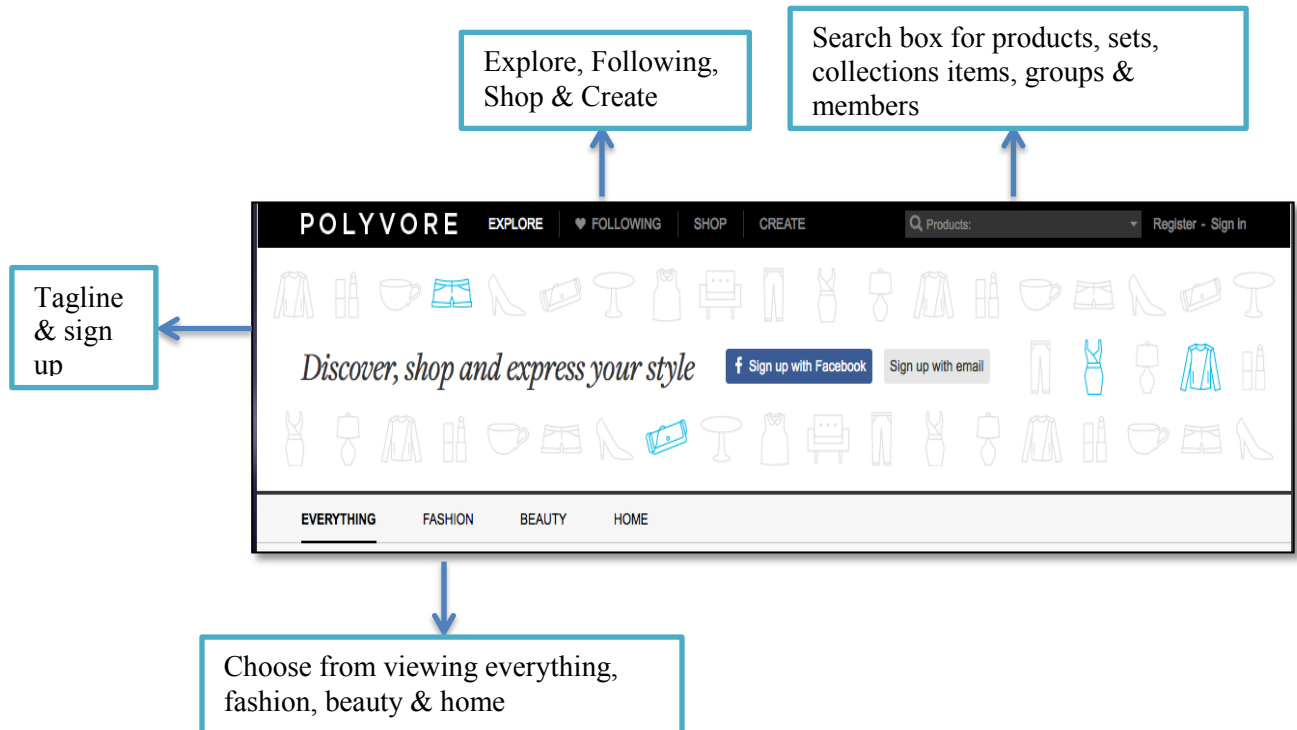 Explore, Following,
Shop & Create
Search box for products, sets,
collections items, groups &
members
POLYVORE EXPLORE FOLLOWING SHOP CREATE Products: Register - Sign in
Tagline
& sign
up
Discover, shop and express your style f Sign up with Facebook Sign up with email
EVERYTHING FASHION BEAUTY HOME
Choose from viewing everything,
fashion, beauty & home